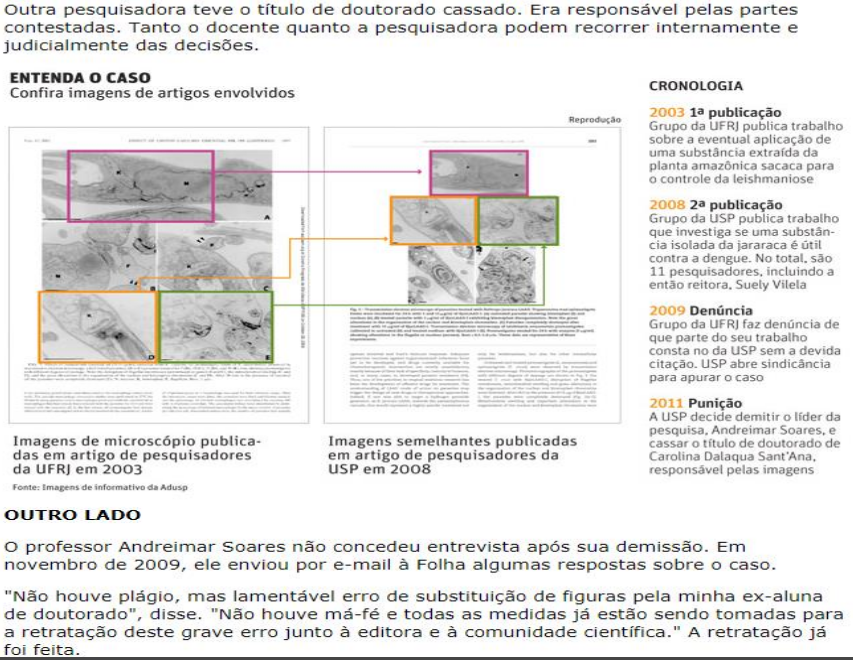 Outra pesquisadora teve o título de doutorado cassado. Era responsável pelas partes
contestadas. Tanto o docente quanto a pesquisadora podem recorrer internamente e
judicialmente das decisões.
ENTENDA O CASO
Confira imagens de artigos envolvidos
Reprodução
A
B
C
D
E
Imagens de microscópio publica-
das em artigo de pesquisadores
da UFRJ em 2003
Imagens semelhantes publicadas
em artigo de pesquisadores da
USP em 2008
Fonte: Imagens de informativo da Adusp
CRONOLOGIA
2003 1ª publicação
Grupo da UFRJ publica trabalho
sobre a eventual aplicação de
uma substância extraída da
planta amazônica sacaca para
o controle da leishmaniose
2008 2ª publicação
Grupo da USP publica trabalho
que investiga se uma substân-
cia isolada da jararaca é útil
contra a dengue. No total, são
11 pesquisadores, incluindo a
então reitora, Suely Vilela
2009 Denúncia
Grupo da UFRJ faz denúncia de
que parte do seu trabalho
consta no da USP sem a devida
citação. USP abre sindicância
para apurar o caso
2011 Punição
A USP decide demitir o líder da
pesquisa, Andreimar Soares, e
cassar o título de doutorado de
Carolina Dalaqua Sant'Ana,
responsável pelas imagens
OUTRO LADO
O professor Andreimar Soares não concedeu entrevista após sua demissão. Em
novembro de 2009, ele enviou por e-mail à Folha algumas respostas sobre o caso.
"Não houve plágio, mas lamentável erro de substituição de figuras pela minha ex-aluna
de doutorado", disse. "Não houve má-fé e todas as medidas já estão sendo tomadas para
a retratação deste grave erro junto à editora e à comunidade científica." A retratação já
foi feita.